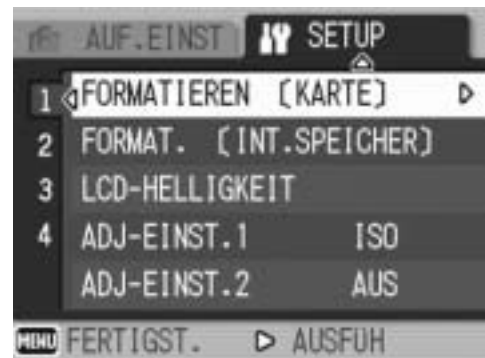 AUF.EINST SETUP
1 FORMATIEREN [KARTE]
2 FORMAT. [INT.SPEICHER]
3 LCD-HELLIGKEIT
4 ADJ-EINST.1 ISO
ADJ-EINST.2 AUS
MENU FERTIGST. AUSFÜH